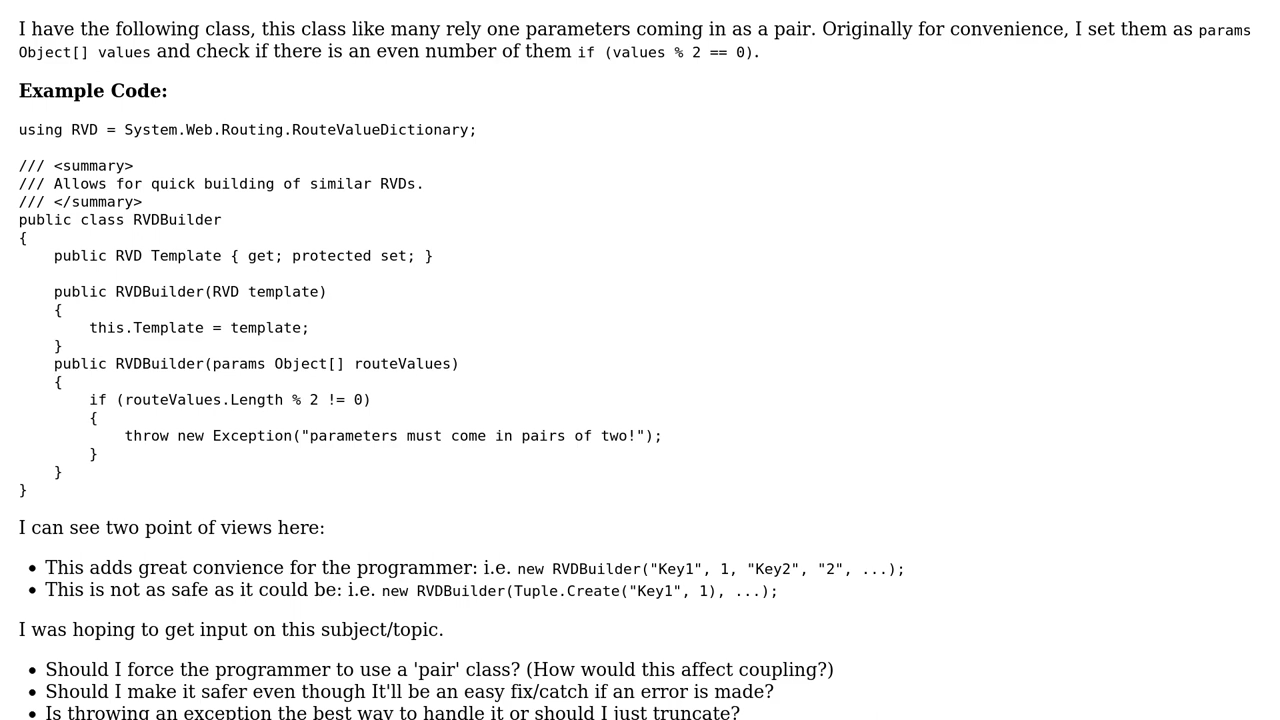 I have the following class, this class like many rely one parameters coming in as a pair. Originally for convenience, I set them as params
Object[] values and check if there is an even number of them if (values % 2 == 0).
Example Code:
using RVD = System.Web.Routing.RouteValueDictionary;
/// <summary>
/// Allows for quick building of similar RVDs.
/// </summary>
public class RVDBuilder
{
    public RVD Template { get; protected set; }
    public RVDBuilder(RVD template)
    {
        this.Template = template;
    }
    public RVDBuilder(params Object[] routeValues)
    {
        if (routeValues.Length % 2 != 0)
        {
            throw new Exception("parameters must come in pairs of two!");
        }
    }
}
I can see two point of views here:
• This adds great convience for the programmer: i.e. new RVDBuilder("Key1", 1, "Key2", "2", ...);
• This is not as safe as it could be: i.e. new RVDBuilder(Tuple.Create("Key1", 1), ...);
I was hoping to get input on this subject/topic.
• Should I force the programmer to use a 'pair' class? (How would this affect coupling?)
• Should I make it safer even though It'll be an easy fix/catch if an error is made?
• Is throwing an exception the best way to handle it or should I just truncate?